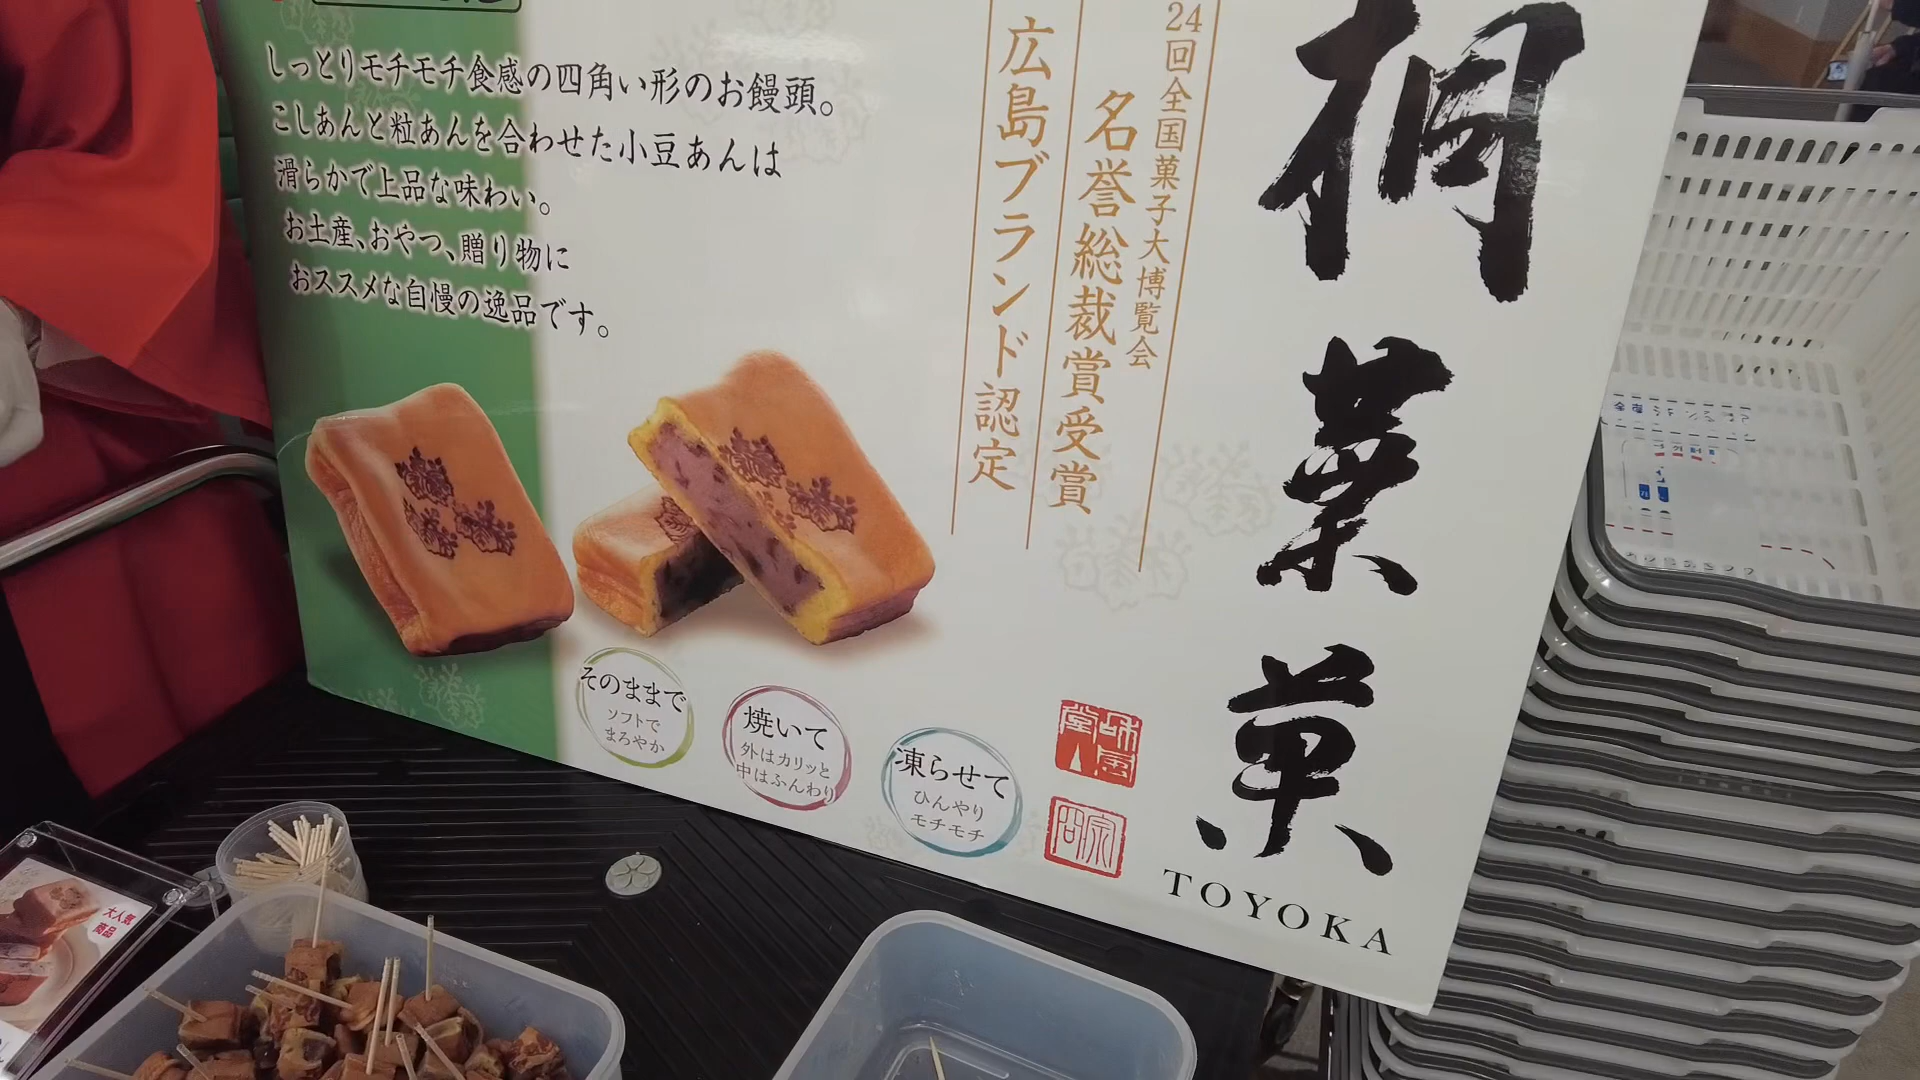 桐葉菓
TOYOKA
24回全国菓子大博覧会
名誉総裁賞受賞
広島ブランド認定
しっとりモチモチ食感の四角い形のお饅頭。
こしあんと粒あんを合わせた小豆あんは
滑らかで上品な味わい。
お土産、おやつ、贈り物に
おススメな自慢の逸品です。
そのままで
ソフトで
まろやか
焼いて
外はカリッと
中はふんわり
凍らせて
ひんやり
モチモチ
大人気
商品